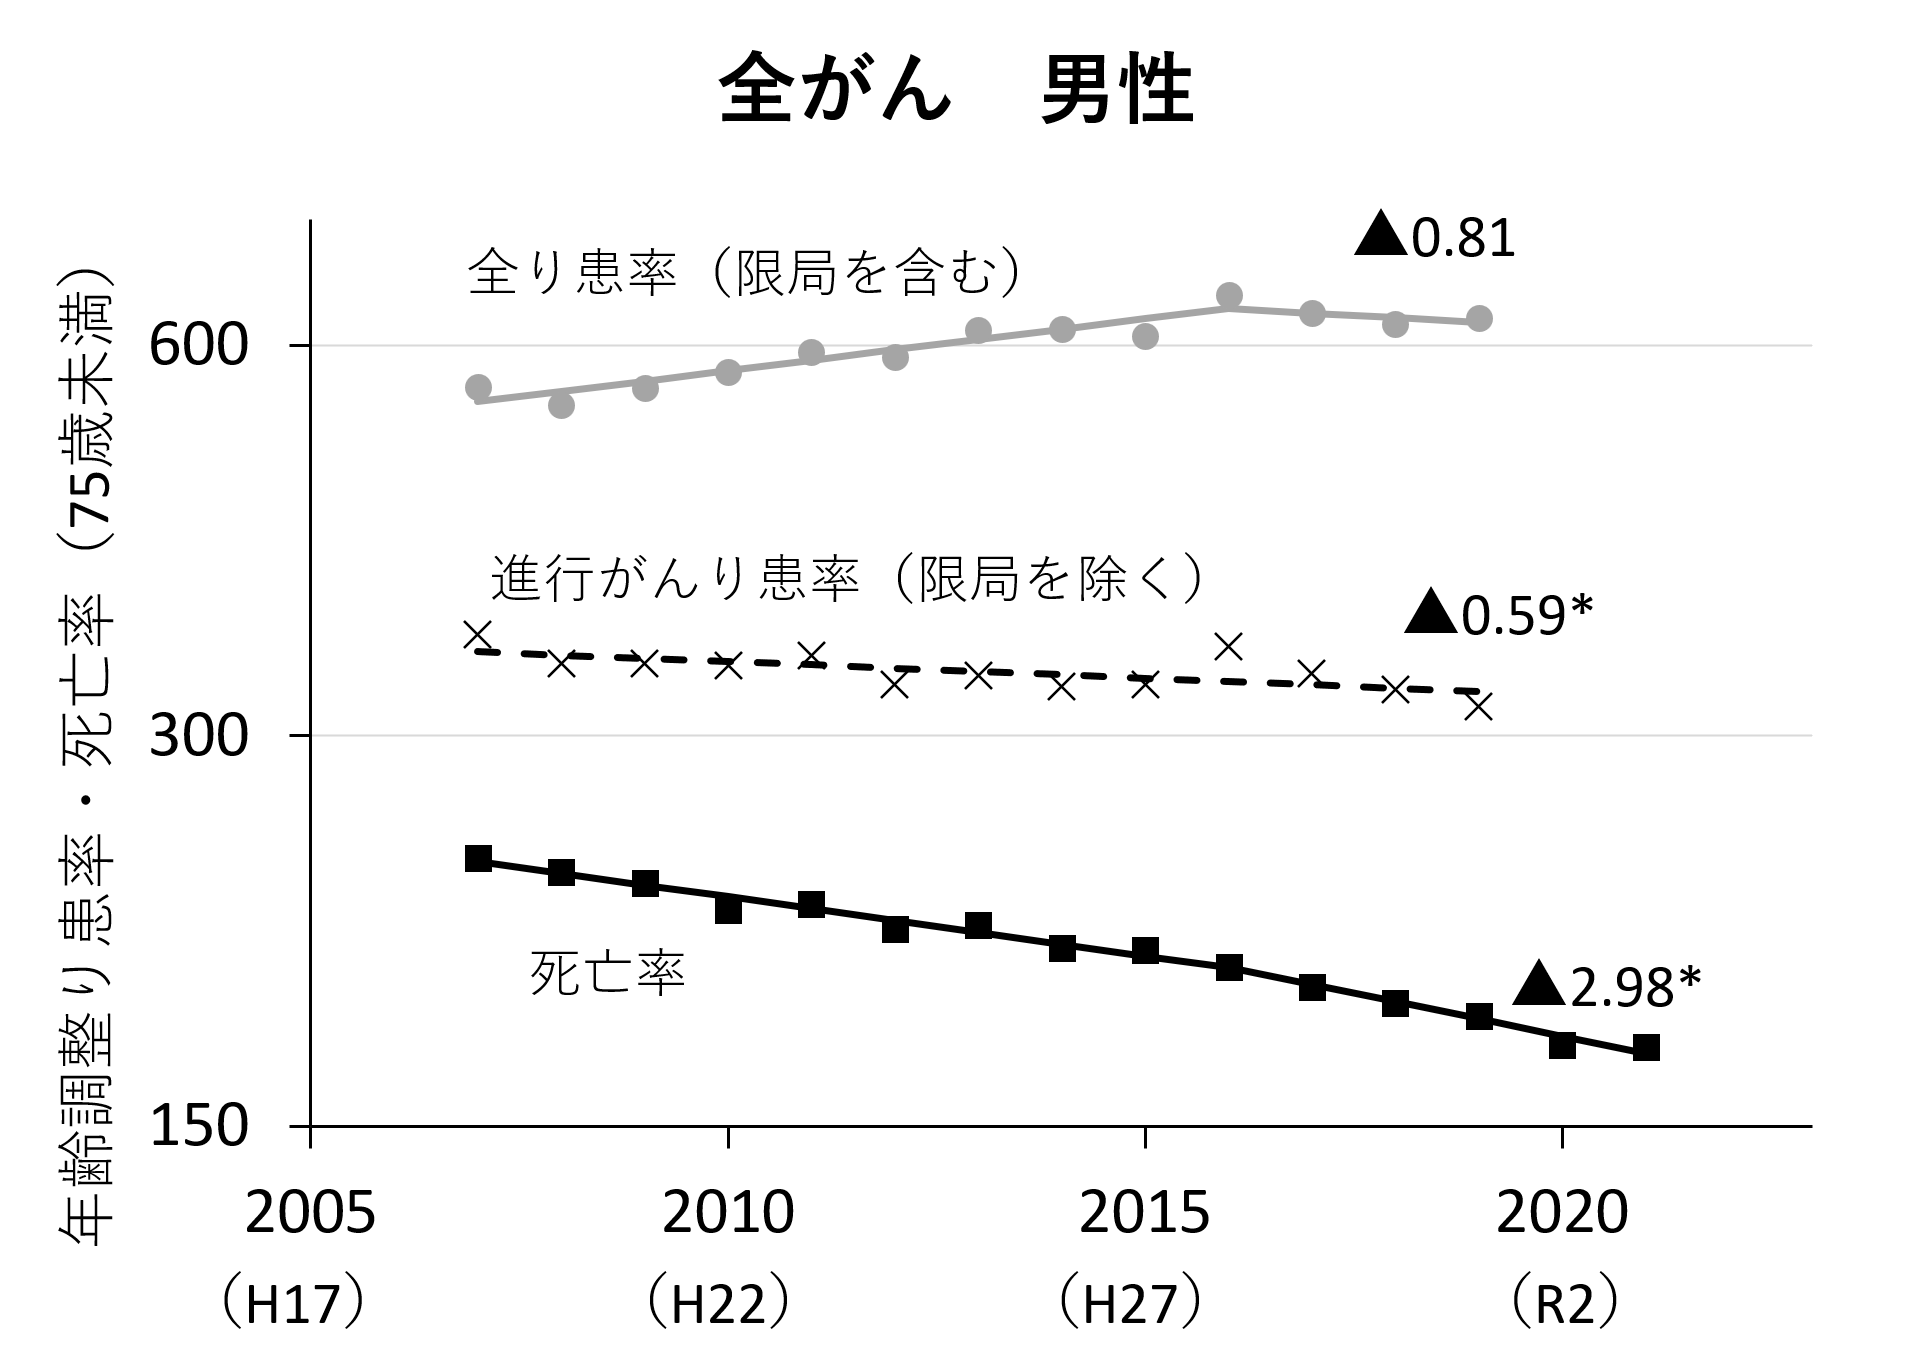 全がん　男性
年齢調整り患率・死亡率（75歳未満）
600
300
150
全り患率（限局を含む）
▲0.81
進行がんり患率（限局を除く）
▲0.59*
死亡率
▲2.98*
2005 2010 2015 2020
（H17） （H22） （H27） （R2）